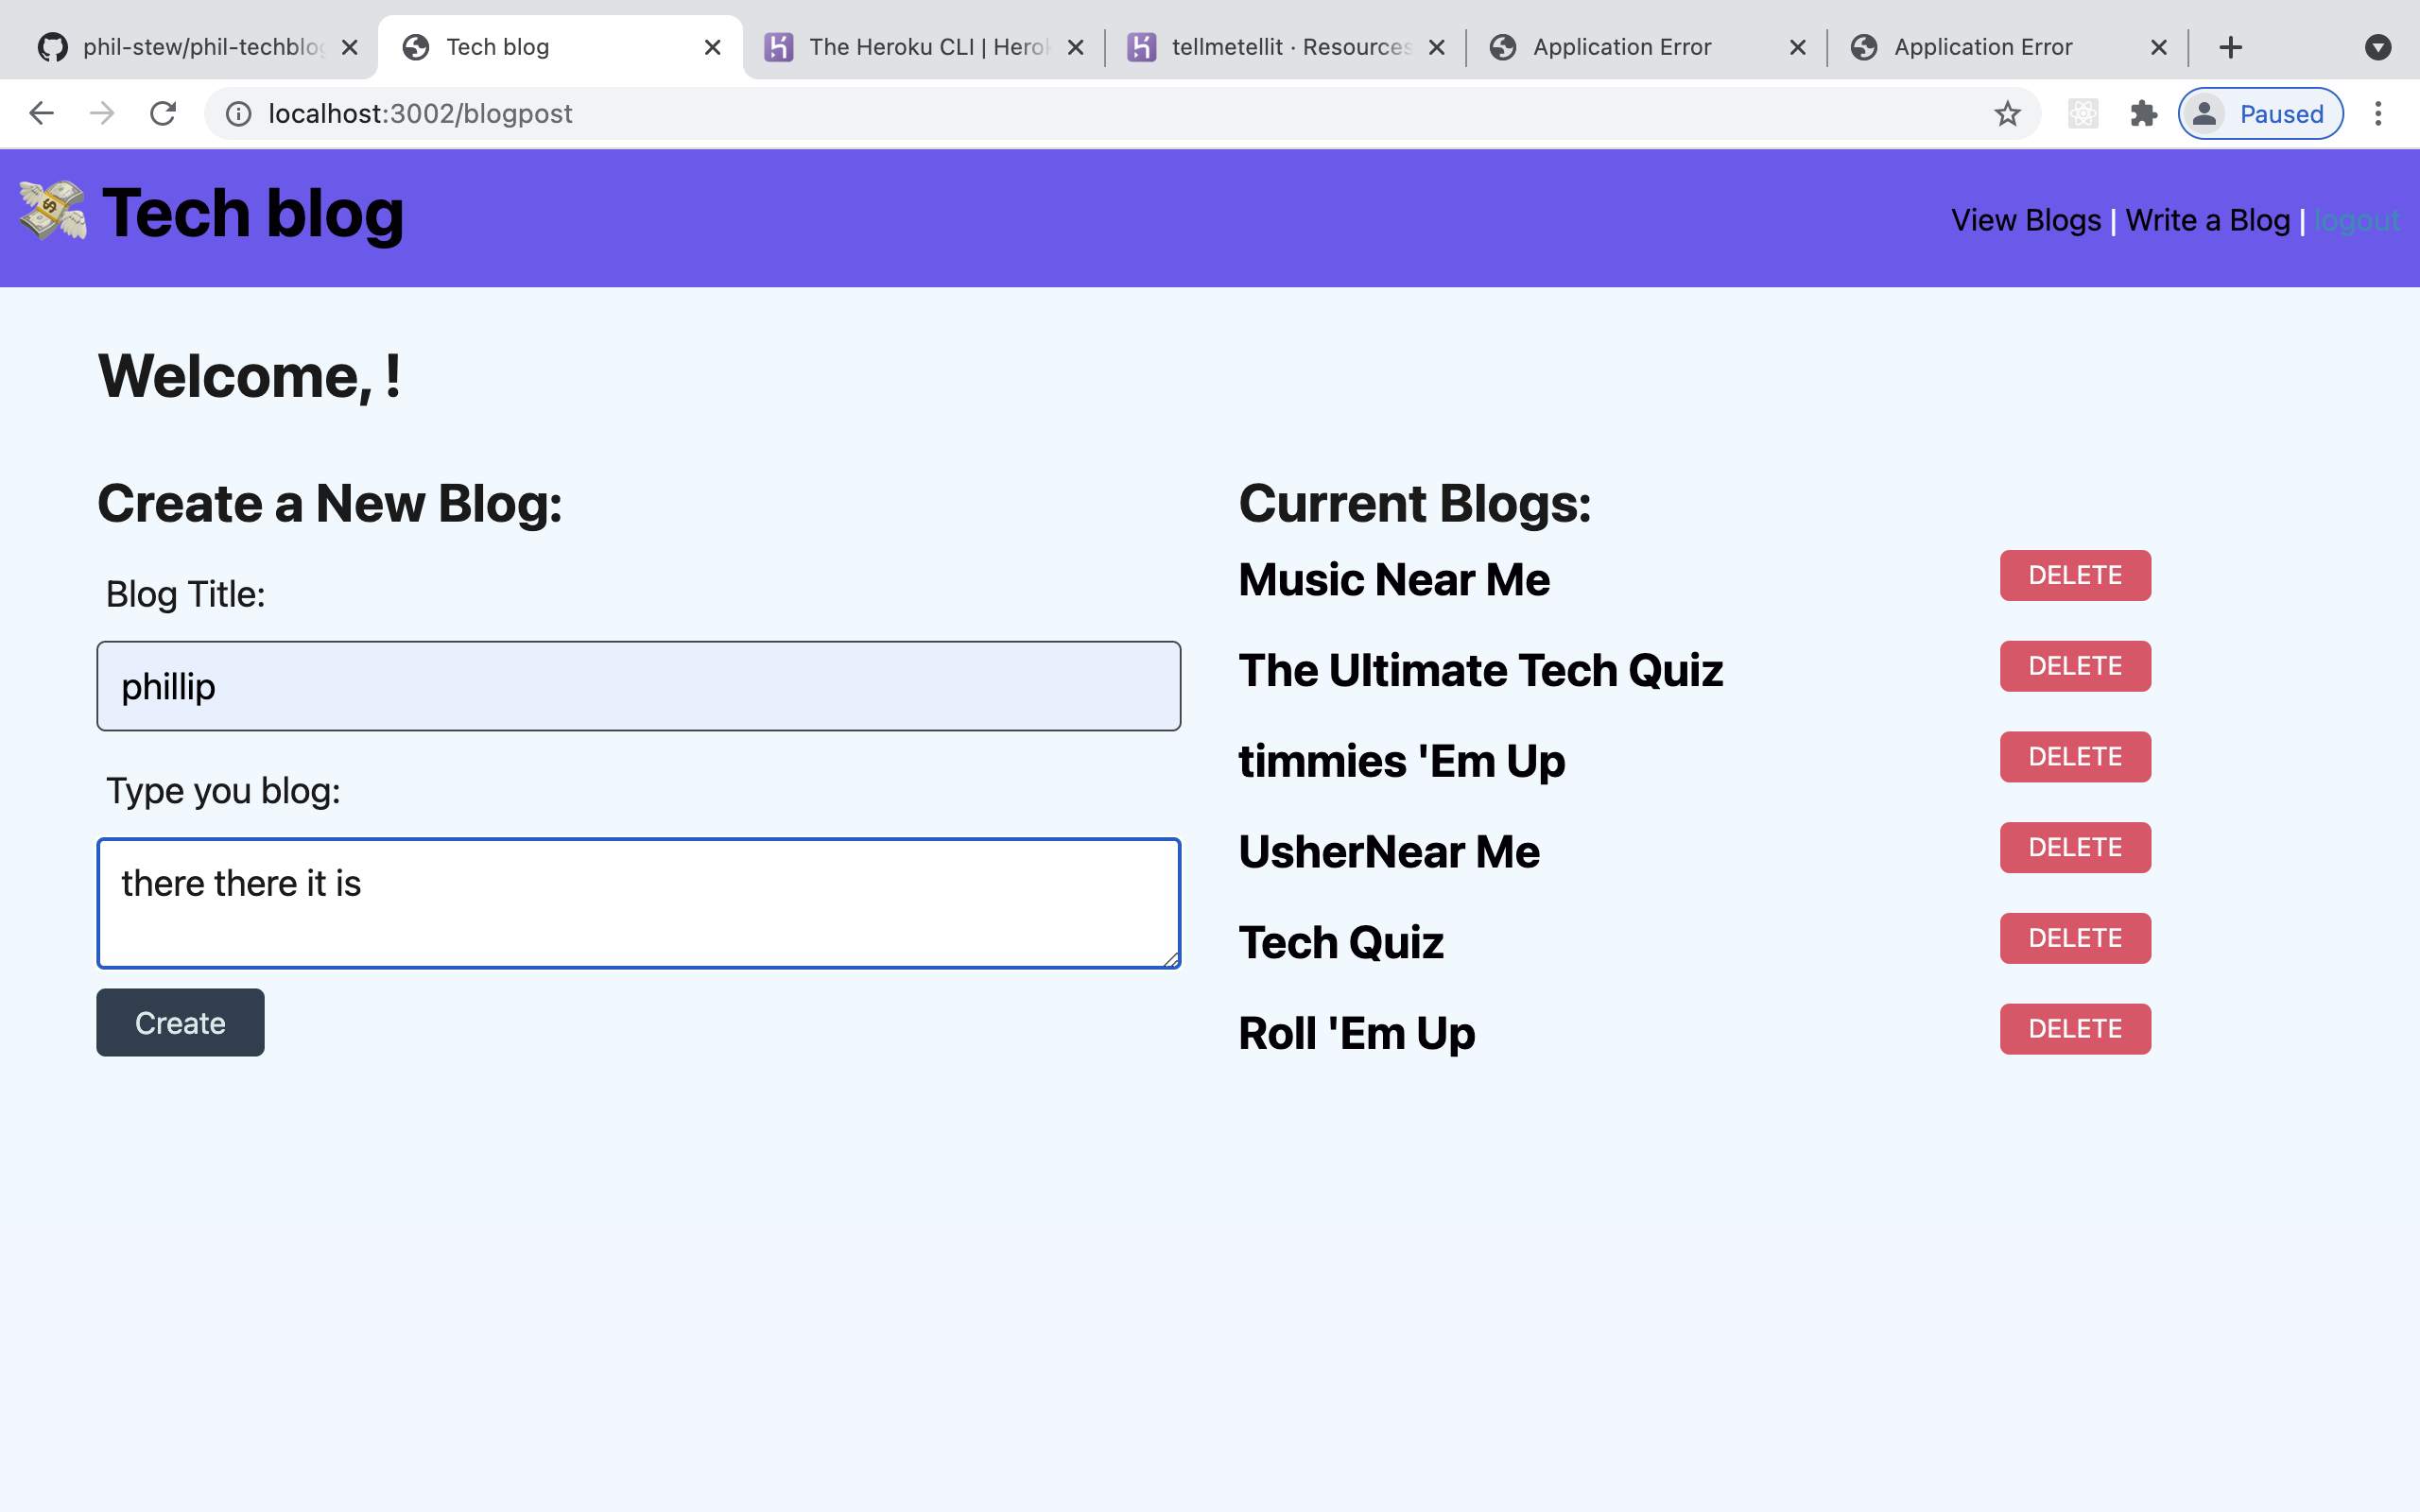 phil-stew/phil-techblog
Tech blog
The Heroku CLI | Herok
tellmetellit · Resources
Application Error
Application Error
localhost:3002/blogpost
Paused
Tech blog
View Blogs | Write a Blog | logout
Welcome, !
Create a New Blog:
Blog Title:
phillip
Type you blog:
there there it is
Create
Current Blogs:
Music Near Me DELETE
The Ultimate Tech Quiz DELETE
timmies 'Em Up DELETE
UsherNear Me DELETE
Tech Quiz DELETE
Roll 'Em Up DELETE